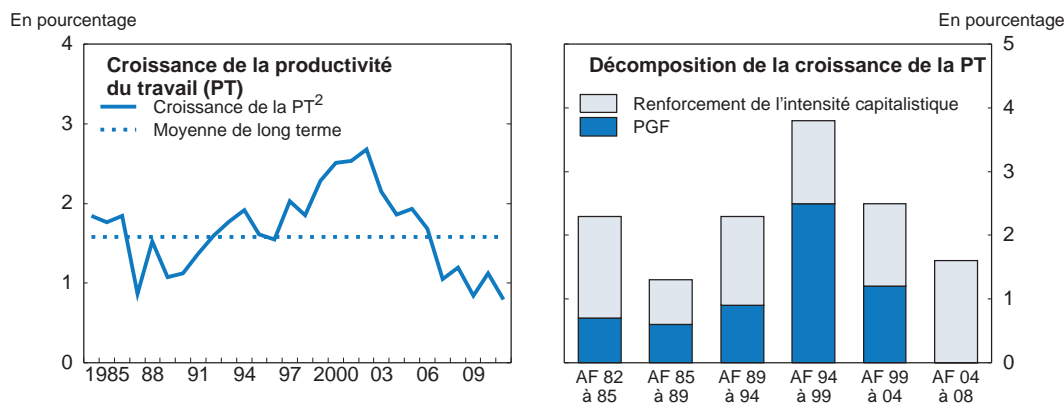 En pourcentage
Croissance de la productivité
du travail (PT)
Croissance de la PT2
Moyenne de long terme
4
3
2
1
0
1985 88 91 94 97 2000 03 06 09
En pourcentage
Décomposition de la croissance de la PT
Renforcement de l'intensité capitalistique
PGF
5
4
3
2
1
0
AF 82 AF 85 AF 89 AF 94 AF 99 AF 04
à 85 à 89 à 94 à 99 à 04 à 08